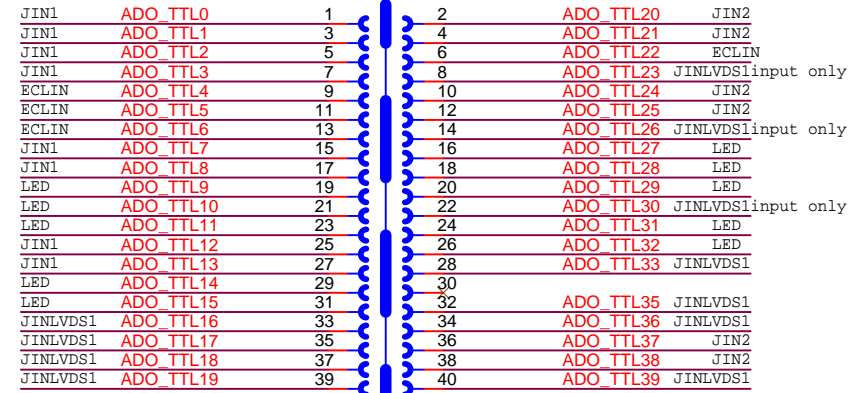 JIN1 ADO_TTL0 1 2 ADO_TTL20 JIN2
JIN1 ADO_TTL1 3 4 ADO_TTL21 JIN2
JIN1 ADO_TTL2 5 6 ADO_TTL22 ECLIN
JIN1 ADO_TTL3 7 8 ADO_TTL23 JINLVDS1input only
ECLIN ADO_TTL4 9 10 ADO_TTL24 JIN2
ECLIN ADO_TTL5 11 12 ADO_TTL25 JIN2
ECLIN ADO_TTL6 13 14 ADO_TTL26 JINLVDS1input only
JIN1 ADO_TTL7 15 16 ADO_TTL27 LED
JIN1 ADO_TTL8 17 18 ADO_TTL28 LED
LED ADO_TTL9 19 20 ADO_TTL29 LED
LED ADO_TTL10 21 22 ADO_TTL30 JINLVDS1input only
LED ADO_TTL11 23 24 ADO_TTL31 LED
JIN1 ADO_TTL12 25 26 ADO_TTL32 LED
JIN1 ADO_TTL13 27 28 ADO_TTL33 JINLVDS1
LED ADO_TTL14 29 30
LED ADO_TTL15 31 32 ADO_TTL35 JINLVDS1
JINLVDS1 ADO_TTL16 33 34 ADO_TTL36 JINLVDS1
JINLVDS1 ADO_TTL17 35 36 ADO_TTL37 JIN2
JINLVDS1 ADO_TTL18 37 38 ADO_TTL38 JIN2
JINLVDS1 ADO_TTL19 39 40 ADO_TTL39 JINLVDS1